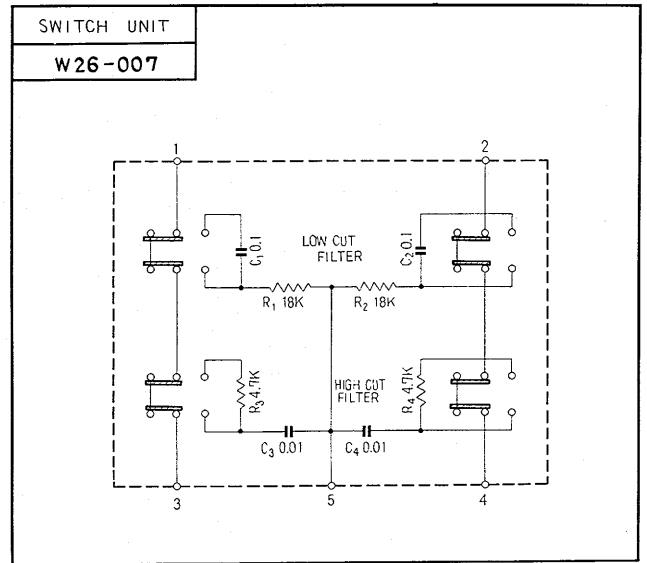 SWITCH UNIT
W26-007
1
2
C1 0.1
LOW CUT
FILTER
C2 0.1
R1 18K
R2 18K
R3 4.7K
HIGH CUT
FILTER
R4 4.7K
C3 0.01
C4 0.01
3
5
4